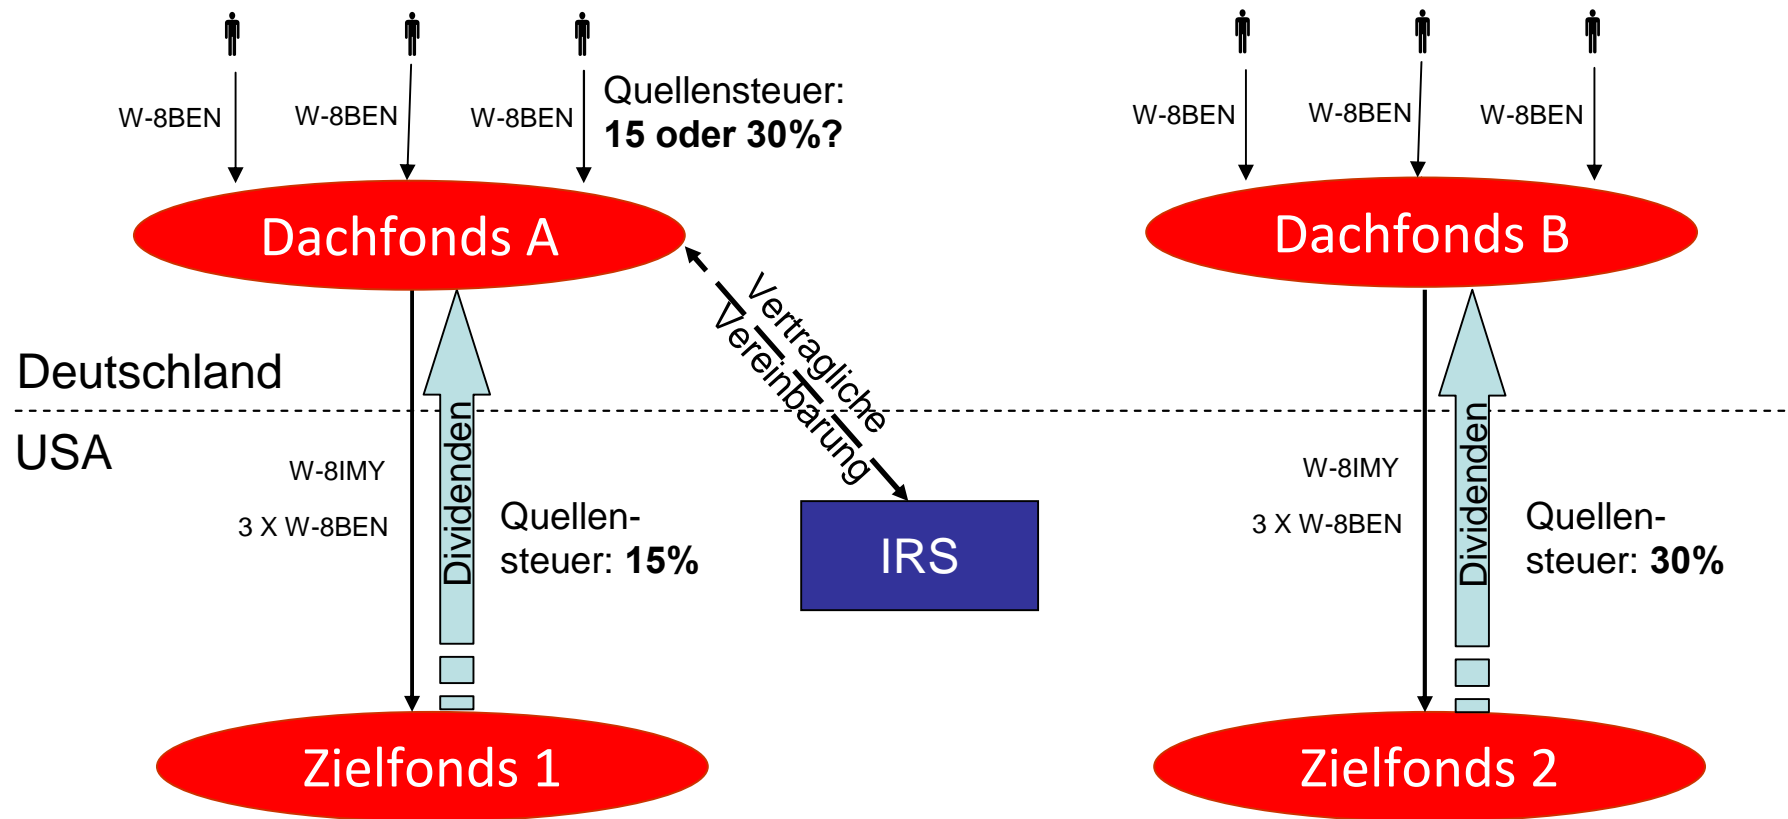 W-8BEN
W-8BEN
W-8BEN
Quellensteuer:
15 oder 30%?
Dachfonds A
Deutschland
USA
Vertragliche
Vereinbarung
W-8IMY
3 X W-8BEN
Dividenden
Quellen-
steuer: 15%
IRS
Zielfonds 1
W-8BEN
W-8BEN
W-8BEN
Dachfonds B
W-8IMY
3 X W-8BEN
Dividenden
Quellen-
steuer: 30%
Zielfonds 2